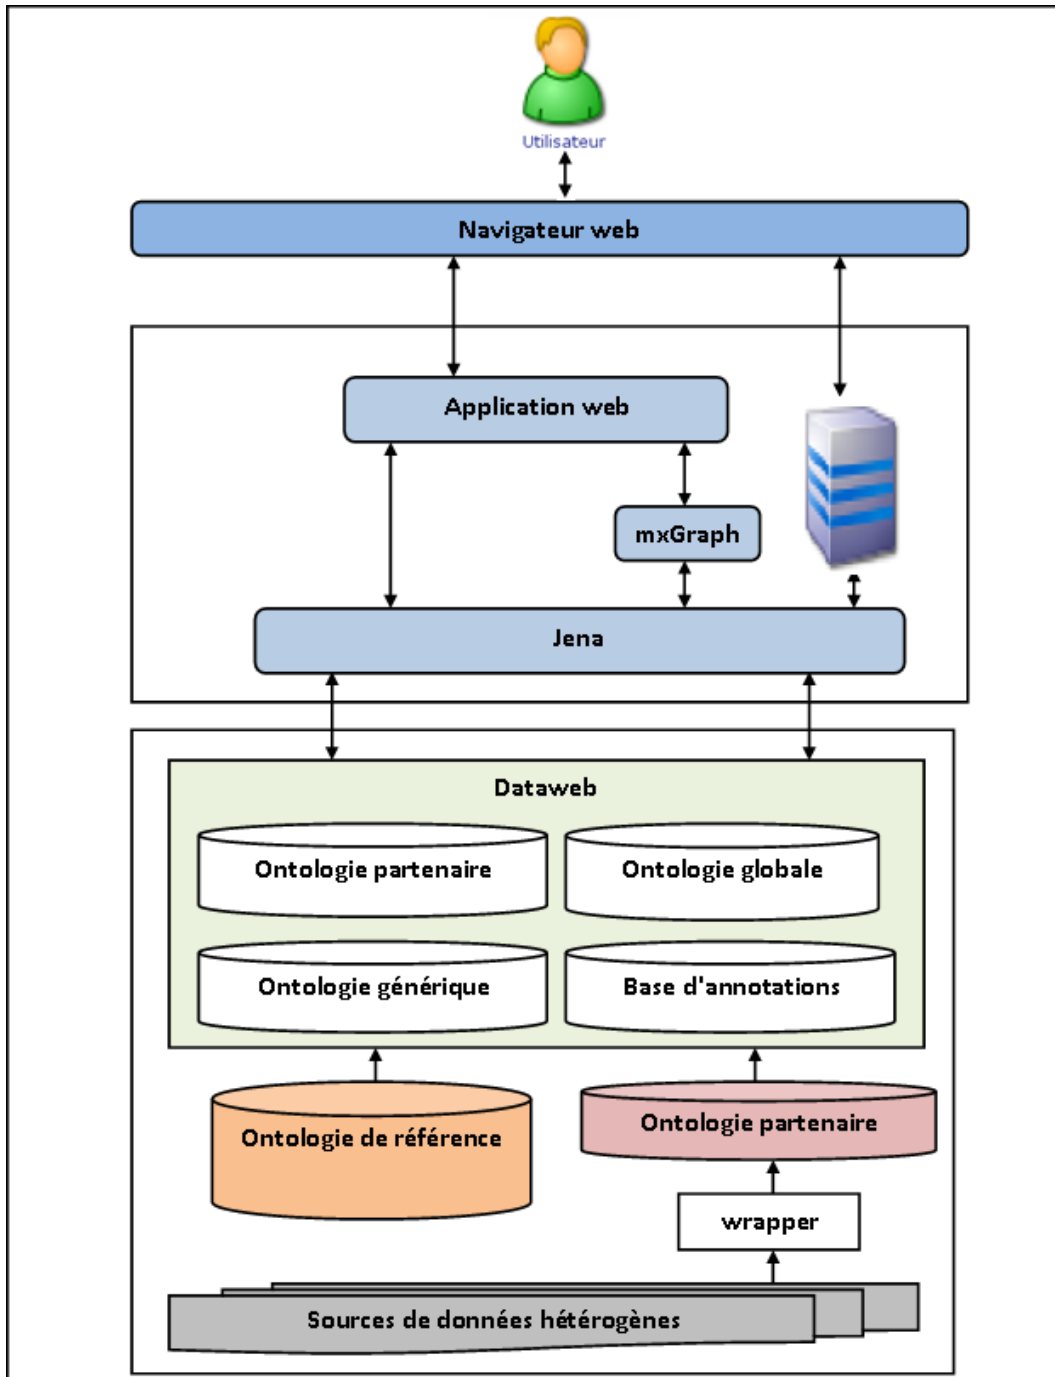 Utilisateur
Navigateur web
Application web
mxGraph
Jena
Dataweb
Ontologie partenaire
Ontologie globale
Ontologie générique
Base d'annotations
Ontologie de référence
Ontologie partenaire
wrapper
Sources de données hétérogènes